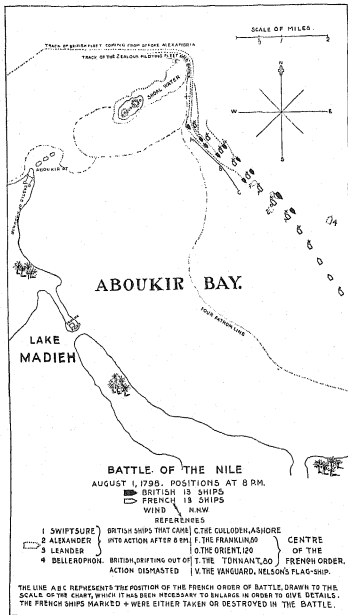 SCALE OF MILES.
TRACK OF BRITISH FLEET COMING FROM BEFORE ALEXANDRIA
TRACK OF THE ZEALOUS PILOTING FLEET
N
SHOAL WATER
W
E
S
ABOUKIR PT
4
ABOUKIR BAY.
FOUR FATHOM LINE
LAKE
MADIEH
BATTLE OF THE NILE
AUGUST 1, 1798. POSITIONS AT 8 P.M.
BRITISH 13 SHIPS
FRENCH 13 SHIPS
WIND N.N.W
REFERENCES
1 SWIFTSURE
2 ALEXANDER
3 LEANDER
BRITISH SHIPS THAT CAME
INTO ACTION AFTER 8 P.M.
4 BELLEROPHON. BRITISH, DRIFTING OUT OF
ACTION DISMASTED
C. THE CULLODEN, ASHORE
F. THE FRANKLIN, 80
O. THE ORIENT, 120
T. THE TONNANT, 80
V. THE VANGUARD, NELSON'S FLAG-SHIP.
CENTRE
OF THE
FRENCH ORDER.
THE LINE A B C REPRESENTS THE POSITION OF THE FRENCH ORDER OF BATTLE, DRAWN TO THE
SCALE OF THE CHART, WHICH IT HAS BEEN NECESSARY TO ENLARGE IN ORDER TO GIVE DETAILS.
THE FRENCH SHIPS MARKED + WERE EITHER TAKEN OR DESTROYED IN THE BATTLE.